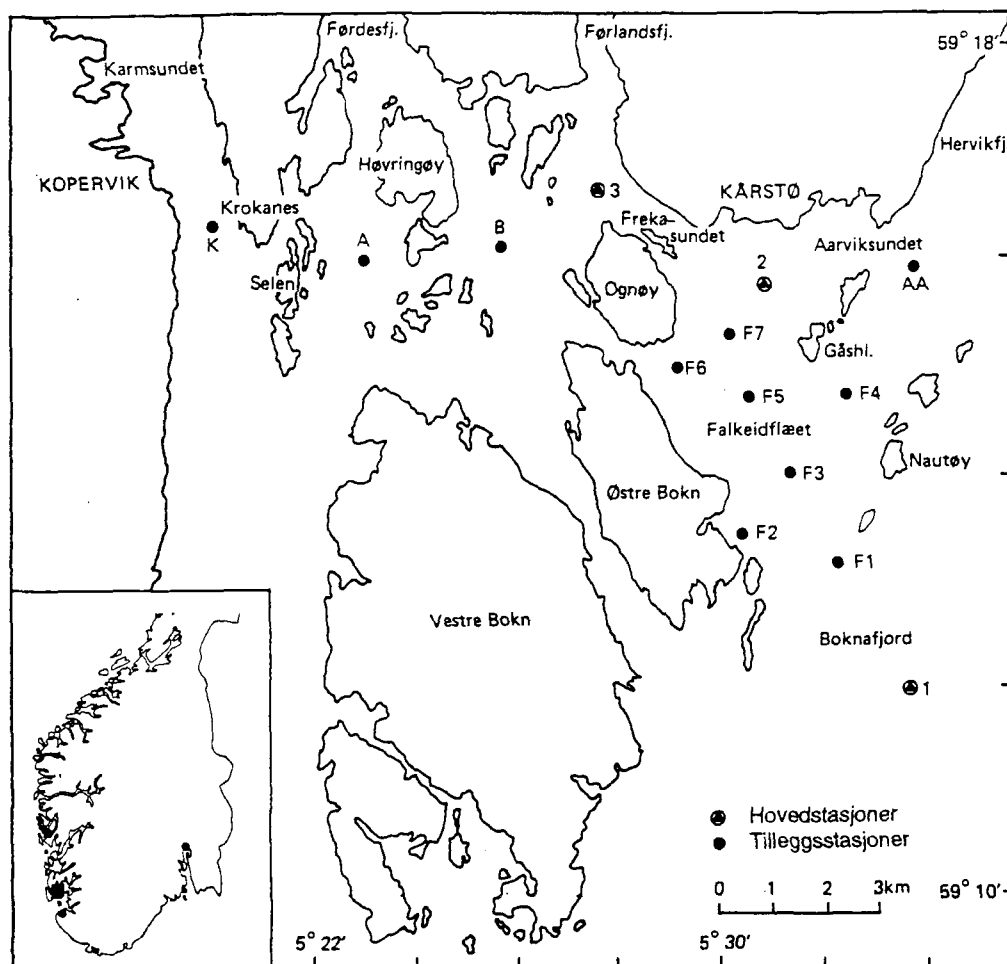 Førdesfj.
Førlandsfj.
59° 18'
Karmsundet
Hervikfj
Høvringøy
KOPERVIK
3
KÅRSTØ
Krokanes
Freka-
sundet
K
A
B
Aarviksundet
2
AA
Selen
Ognøy
F7
Gåshl.
F6
F5
F4
Falkeidflæet
Nautøy
F3
Østre Bokn
F2
F1
Vestre Bokn
Boknafjord
1
Hovedstasjoner
Tilleggsstasjoner
0 1 2 3km
59° 10'
5° 22'
5° 30